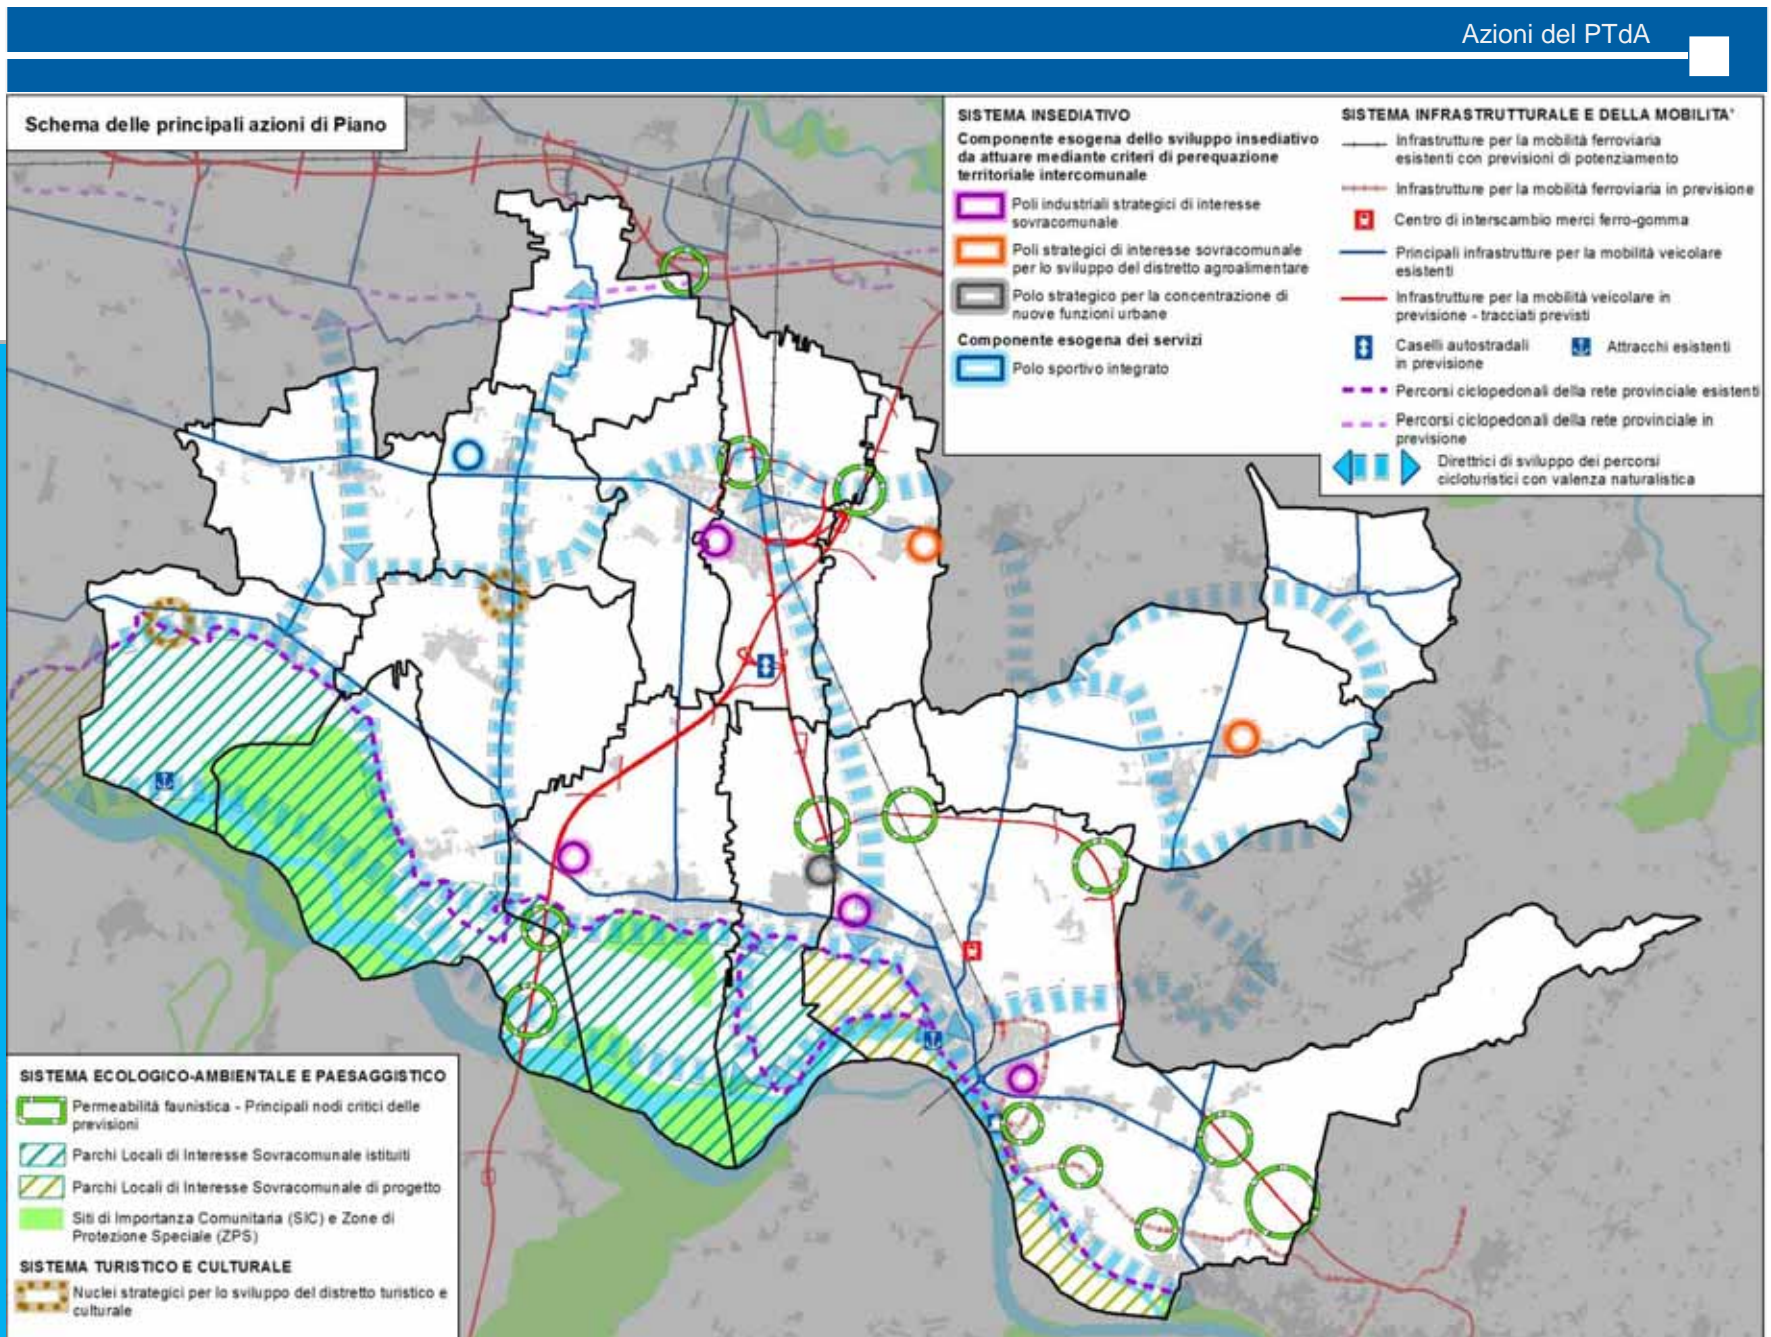 Azioni del PTdA
Schema delle principali azioni di Piano
SISTEMA INSEDIATIVO
Componente esogena dello sviluppo insediativo
da attuare mediante criteri di perequazione
territoriale intercomunale
Poli industriali strategici di interesse
sovracomunale
Poli strategici di interesse sovracomunale
per lo sviluppo del distretto agroalimentare
Polo strategico per la concentrazione di
nuove funzioni urbane
Componente esogena dei servizi
Polo sportivo integrato
SISTEMA INFRASTRUTTURALE E DELLA MOBILITA'
Infrastrutture per la mobilità ferroviaria
esistenti con previsioni di potenziamento
Infrastrutture per la mobilità ferroviaria in previsione
Centro di interscambio merci ferro-gomma
Principali infrastrutture per la mobilità veicolare
esistenti
Infrastrutture per la mobilità veicolare in
previsione - tracciati previsti
Caselli autostradali
in previsione
Attracchi esistenti
Percorsi ciclopedonali della rete provinciale esistenti
Percorsi ciclopedonali della rete provinciale in
previsione
Direttrici di sviluppo dei percorsi
cicloturistici con valenza naturalistica
SISTEMA ECOLOGICO-AMBIENTALE E PAESAGGISTICO
Permeabilità faunistica - Principali nodi critici delle
previsioni
Parchi Locali di Interesse Sovracomunale istituiti
Parchi Locali di Interesse Sovracomunale di progetto
Siti di Importanza Comunitaria (SIC) e Zone di
Protezione Speciale (ZPS)
SISTEMA TURISTICO E CULTURALE
Nuclei strategici per lo sviluppo del distretto turistico e
culturale